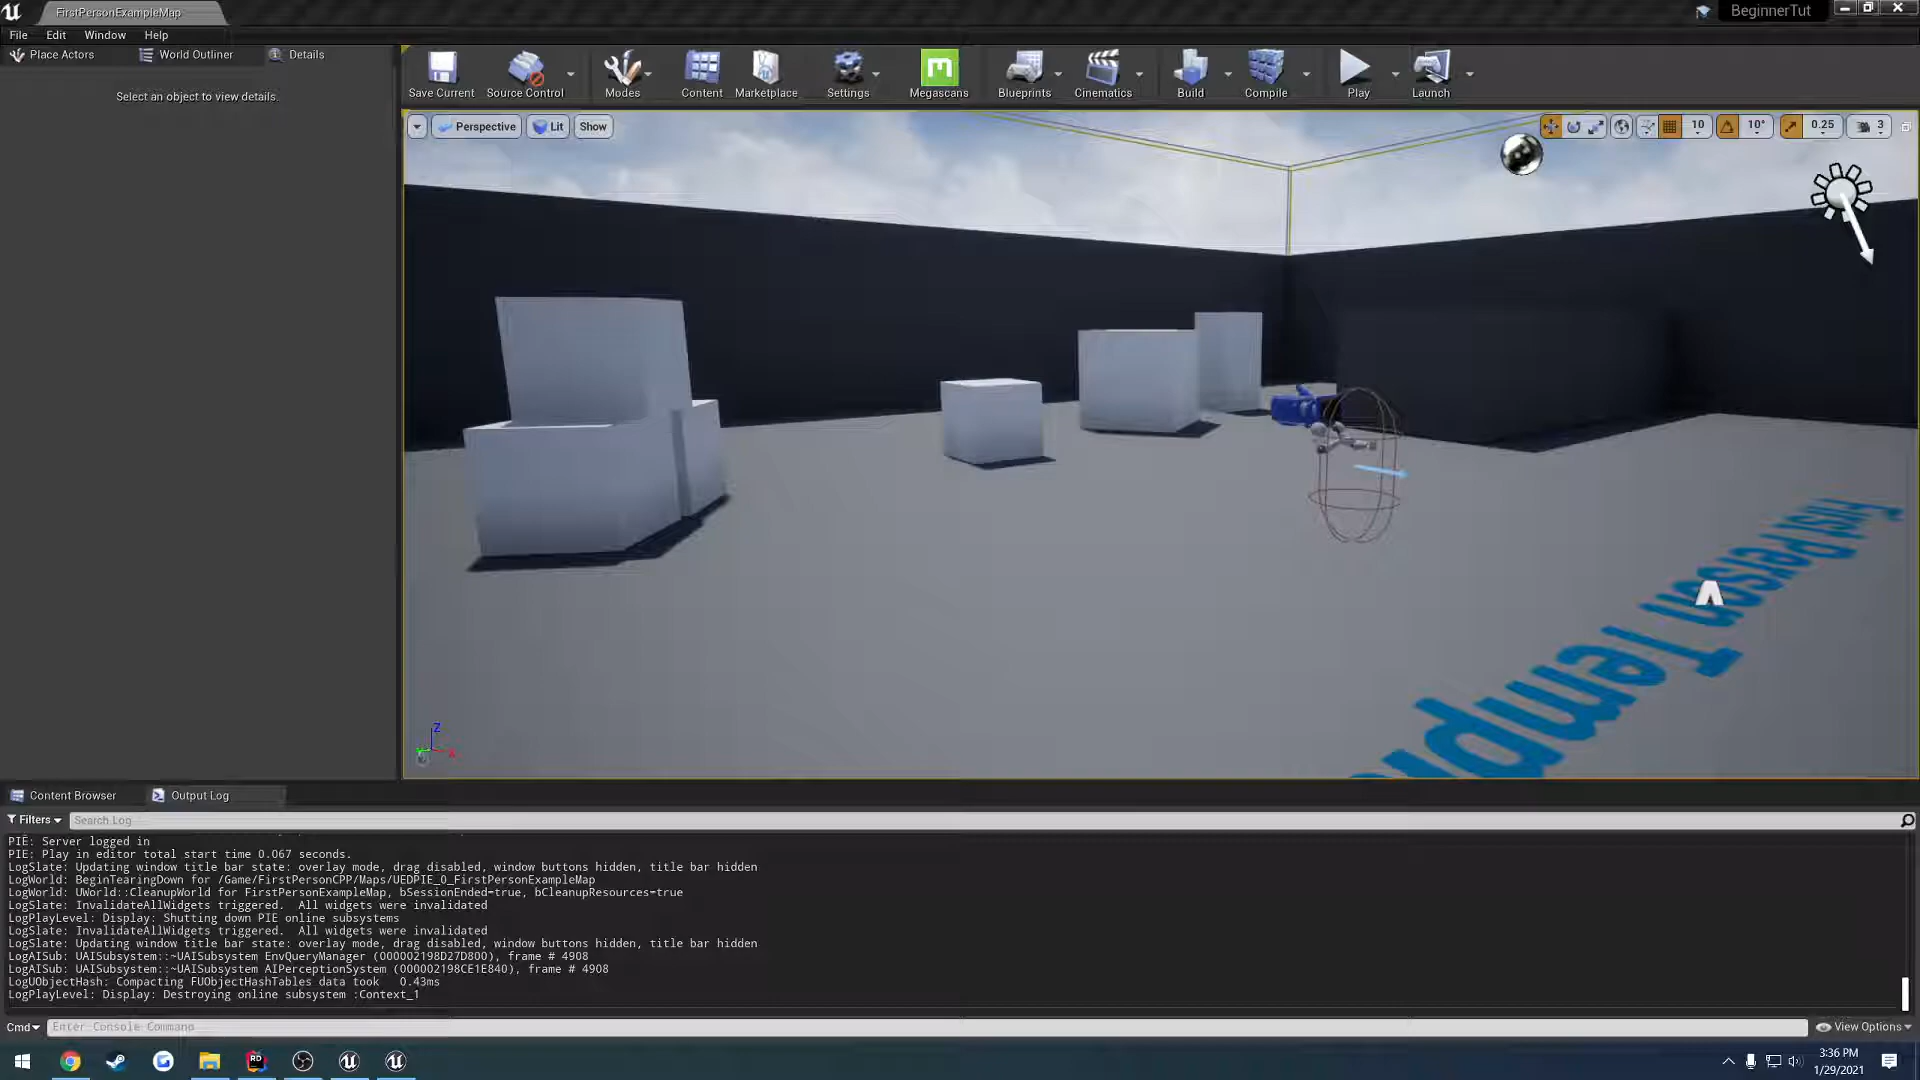 FirstPersonExampleMap
BeginnerTut
File Edit Window Help
Place Actors World Outliner Details
Select an object to view details.
Save Current Source Control Modes Content Marketplace Settings Megascans Blueprints Cinematics Build Compile Play Launch
Perspective Lit Show
10 10° 0.25 3
First Person Temp
Z
X
Content Browser Output Log
Filters Search Log
PIE: Server logged in
PIE: Play in editor total start time 0.067 seconds.
LogSlate: Updating window title bar state: overlay mode, drag disabled, window buttons hidden, title bar hidden
LogWorld: BeginTearingDown for /Game/FirstPersonCPP/Maps/UEDPIE_0_FirstPersonExampleMap
LogWorld: UWorld::CleanupWorld for FirstPersonExampleMap, bSessionEnded=true, bCleanupResources=true
LogSlate: InvalidateAllWidgets triggered.  All widgets were invalidated
LogPlayLevel: Display: Shutting down PIE online subsystems
LogSlate: InvalidateAllWidgets triggered.  All widgets were invalidated
LogSlate: Updating window title bar state: overlay mode, drag disabled, window buttons hidden, title bar hidden
LogAISub: UAISubsystem::~UAISubsystem EnvQueryManager (000002198D27D800), frame # 4908
LogAISub: UAISubsystem::~UAISubsystem AIPerceptionSystem (000002198CE1E840), frame # 4908
LogUObjectHash: Compacting FUObjectHashTables data took   0.43ms
LogPlayLevel: Display: Destroying online subsystem :Context_1
Cmd Enter Console Command View Options
3:36 PM
1/29/2021